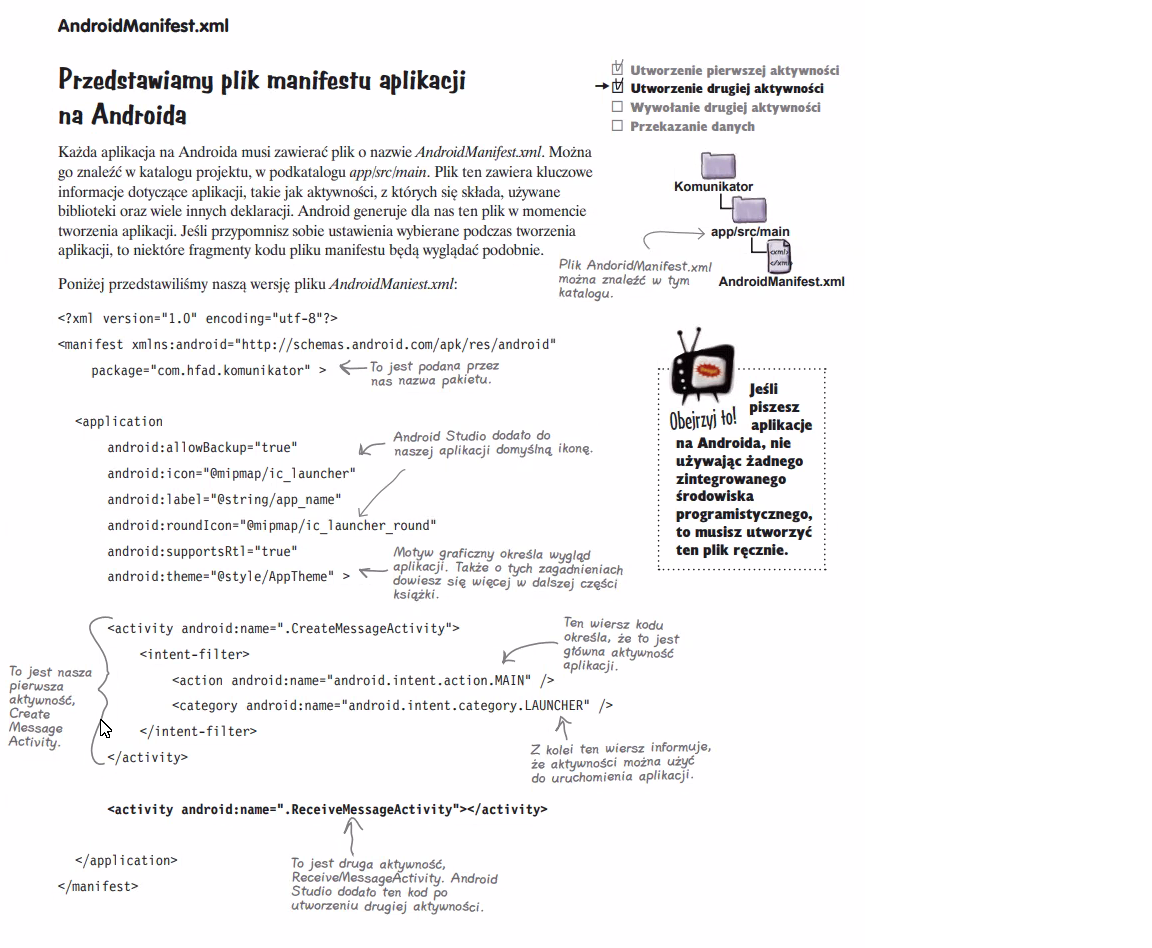 AndroidManifest.xml
Przedstawiamy plik manifestu aplikacji
na Androida
Utworzenie pierwszej aktywności
Utworzenie drugiej aktywności
Wywołanie drugiej aktywności
Przekazanie danych
Każda aplikacja na Androida musi zawierać plik o nazwie AndroidManifest.xml. Można
go znaleźć w katalogu projektu, w podkatalogu app/src/main. Plik ten zawiera kluczowe
informacje dotyczące aplikacji, takie jak aktywności, z których się składa, używane
biblioteki oraz wiele innych deklaracji. Android generuje dla nas ten plik w momencie
tworzenia aplikacji. Jeśli przypomnisz sobie ustawienia wybierane podczas tworzenia
aplikacji, to niektóre fragmenty kodu pliku manifestu będą wyglądać podobnie.
Komunikator
app/src/main
<xml>
</xml
AndroidManifest.xml
Plik AndoridManifest.xml
można znaleźć w tym
katalogu.
Poniżej przedstawiliśmy naszą wersję pliku AndroidManiest.xml:
<?xml version="1.0" encoding="utf-8"?>
<manifest xmlns:android="http://schemas.android.com/apk/res/android"
package="com.hfad.komunikator" >
To jest podana przez
nas nazwa pakietu.
<application
android:allowBackup="true"
android:icon="@mipmap/ic_launcher"
android:label="@string/app_name"
android:roundIcon="@mipmap/ic_launcher_round"
android:supportsRtl="true"
android:theme="@style/AppTheme" >
Android Studio dodało do
naszej aplikacji domyślną ikonę.
Motyw graficzny określa wygląd
aplikacji. Także o tych zagadnieniach
dowiesz się więcej w dalszej części
książki.
Obejrzyj to!
Jeśli
piszesz
aplikacje
na Androida, nie
używając żadnego
zintegrowanego
środowiska
programistycznego,
to musisz utworzyć
ten plik ręcznie.
<activity android:name=".CreateMessageActivity">
<intent-filter>
<action android:name="android.intent.action.MAIN" />
<category android:name="android.intent.category.LAUNCHER" />
</intent-filter>
</activity>
To jest nasza
pierwsza
aktywność,
Create
Message
Activity.
Ten wiersz kodu
określa, że to jest
główna aktywność
aplikacji.
Z kolei ten wiersz informuje,
że aktywności można użyć
do uruchomienia aplikacji.
<activity android:name=".ReceiveMessageActivity"></activity>
To jest druga aktywność,
ReceiveMessageActivity. Android
Studio dodało ten kod po
utworzeniu drugiej aktywności.
</application>
</manifest>